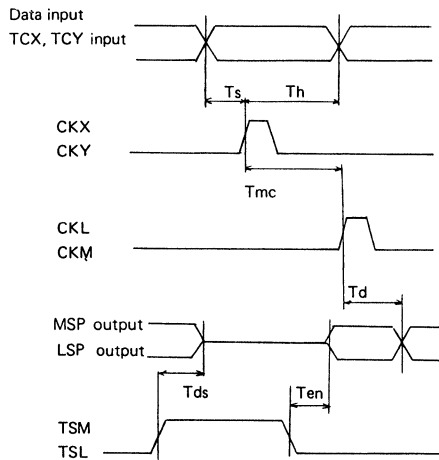 Data input
TCX, TCY input
Ts Th
CKX
CKY
Tmc
CKL
CKM
Td
MSP output
LSP output
Tds Ten
TSM
TSL